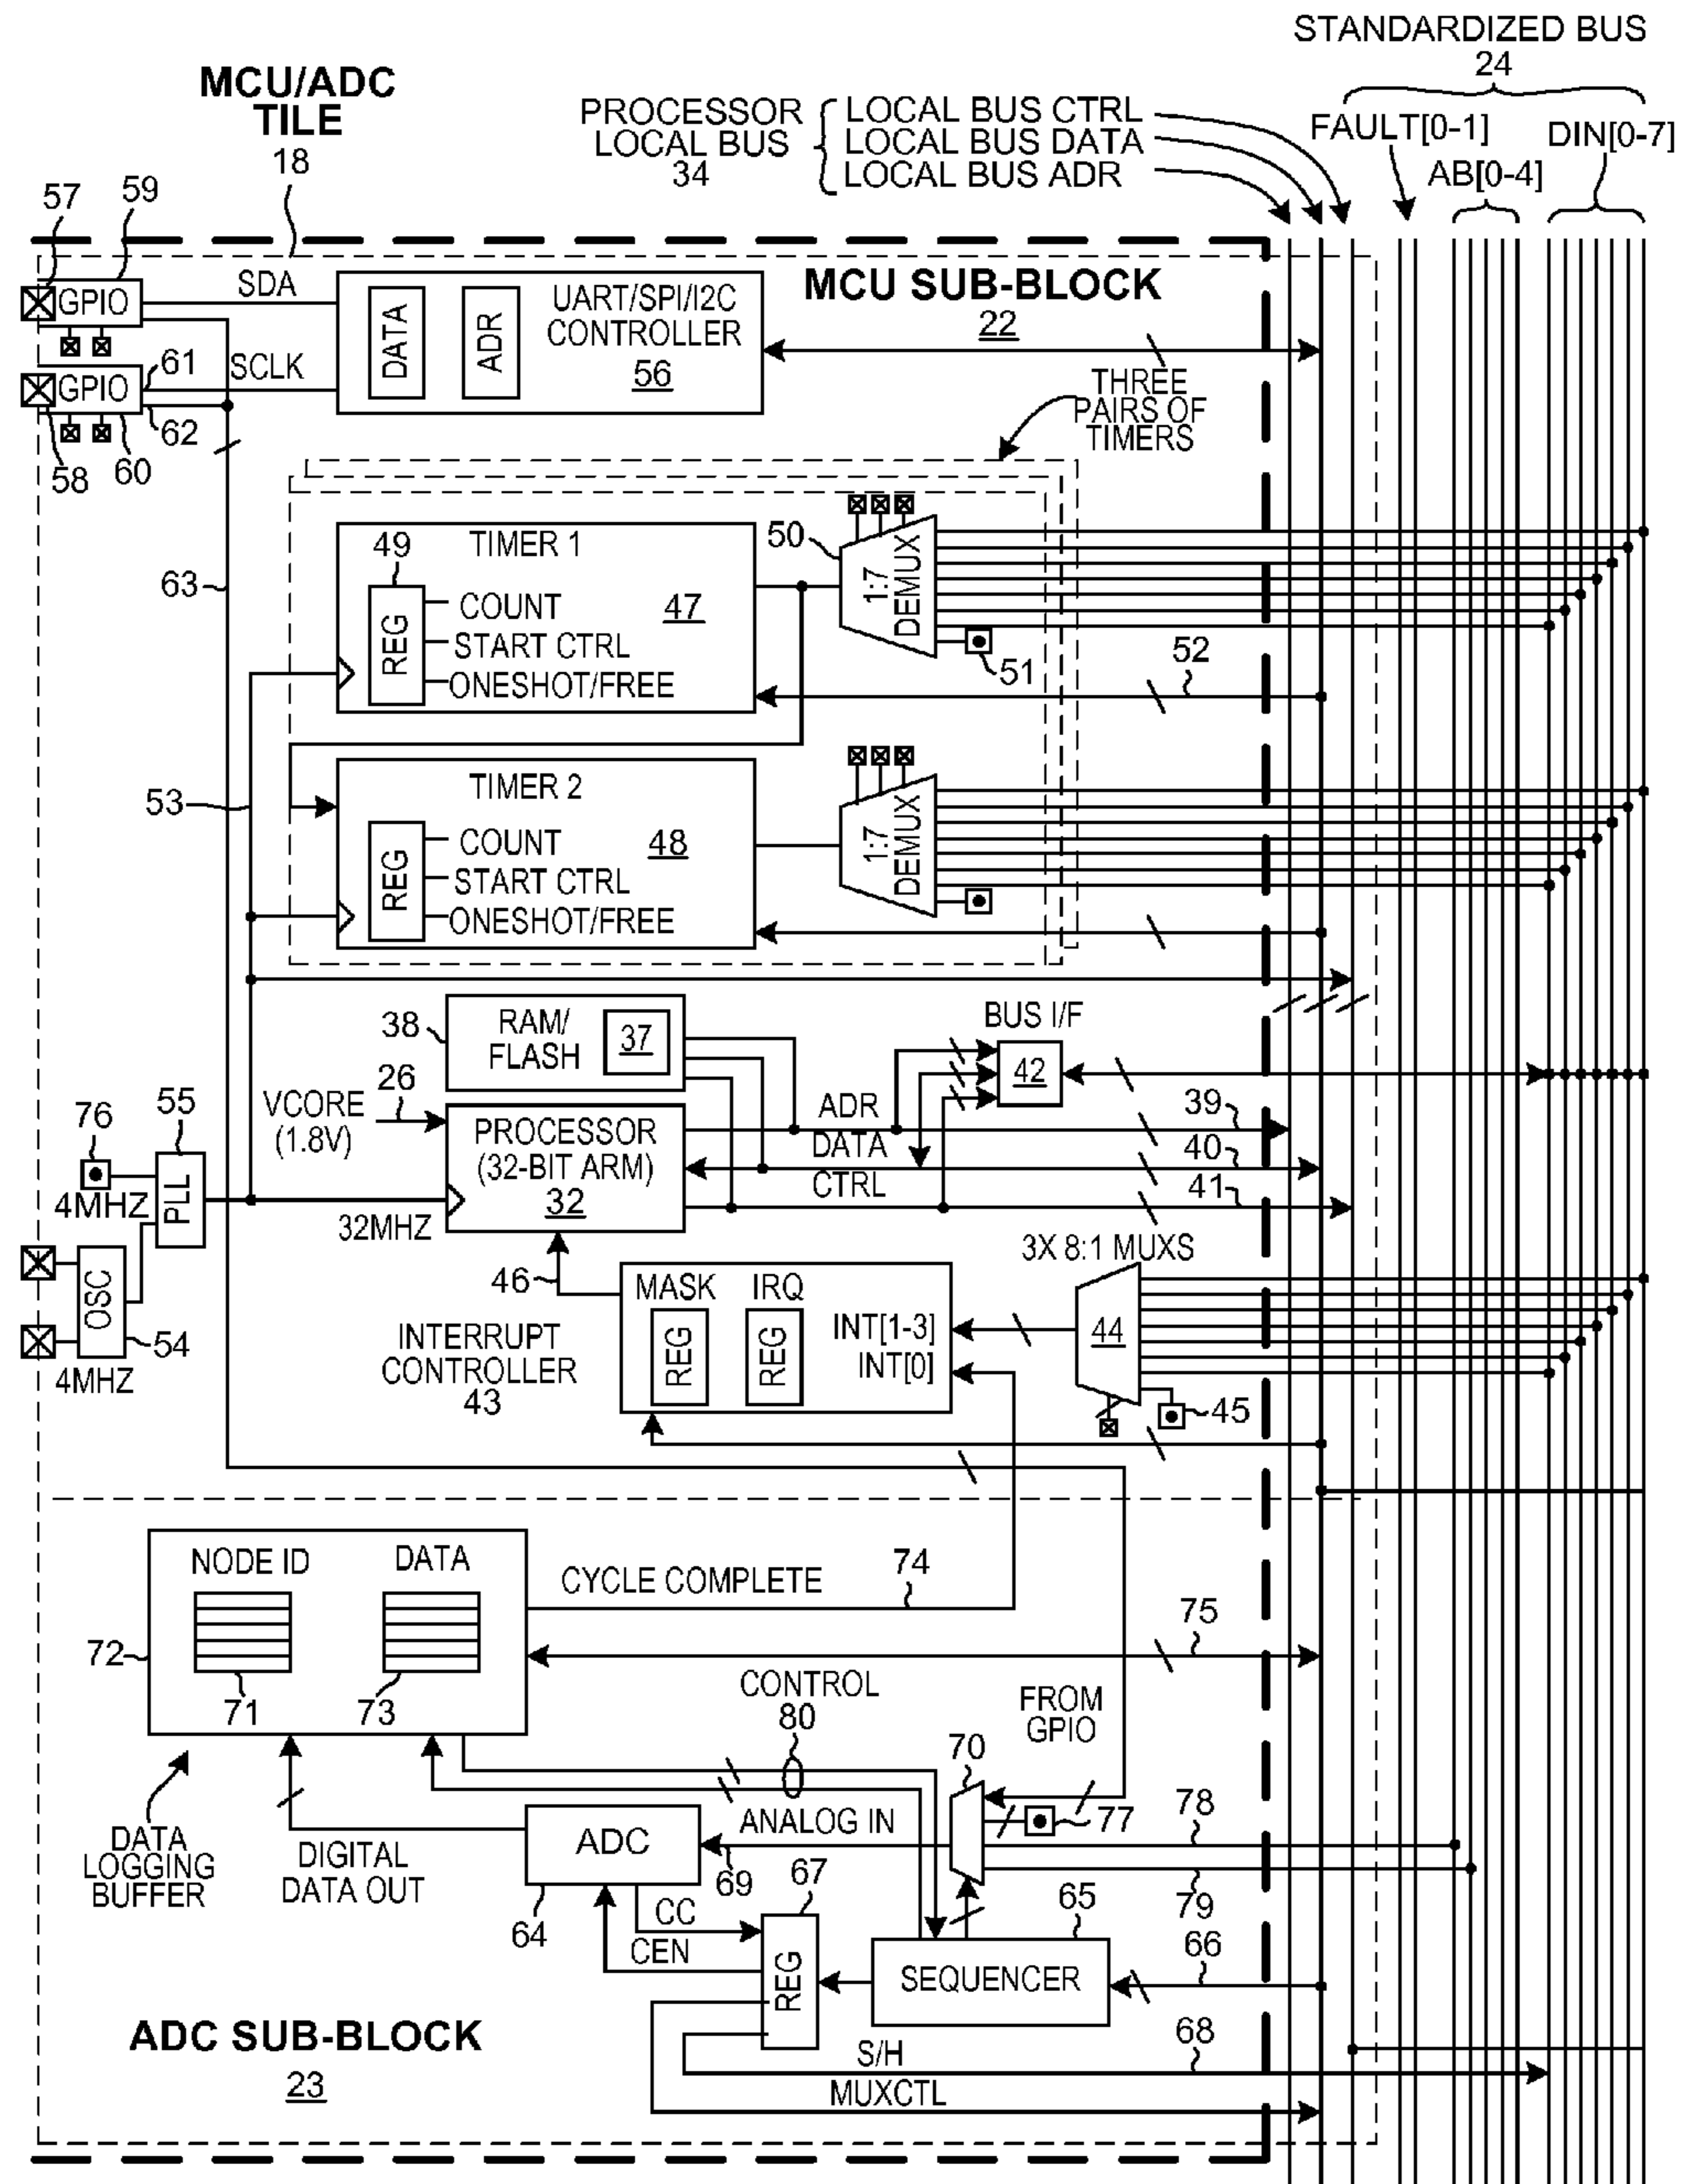 STANDARDIZED BUS
24
MCU/ADC
TILE
18
PROCESSOR
LOCAL BUS
34
LOCAL BUS CTRL
LOCAL BUS DATA
LOCAL BUS ADR
FAULT[0-1]
DIN[0-7]
AB[0-4]
57
59
GPIO
SDA
DATA
ADR
UART/SPI/I2C
CONTROLLER
56
MCU SUB-BLOCK
22
GPIO
61
SCLK
62
58
60
THREE
PAIRS OF
TIMERS
63
49
TIMER 1
REG
COUNT
START CTRL
ONESHOT/FREE
47
50
1:7
DEMUX
51
52
53
TIMER 2
REG
COUNT
START CTRL
ONESHOT/FREE
48
1:7
DEMUX
38
RAM/
FLASH
37
BUS I/F
42
VCORE
(1.8V)
26
PROCESSOR
(32-BIT ARM)
32
ADR
DATA
CTRL
39
40
41
76
55
4MHZ
PLL
32MHZ
OSC
54
4MHZ
46
INTERRUPT
CONTROLLER
43
MASK
IRQ
REG
REG
INT[1-3]
INT[0]
3X 8:1 MUXS
44
45
NODE ID
DATA
72
71
73
CYCLE COMPLETE
74
75
CONTROL
80
FROM
GPIO
70
DATA
LOGGING
BUFFER
DIGITAL
DATA OUT
ADC
64
ANALOG IN
69
77
78
79
67
65
66
CC
CEN
REG
SEQUENCER
68
S/H
MUXCTL
ADC SUB-BLOCK
23